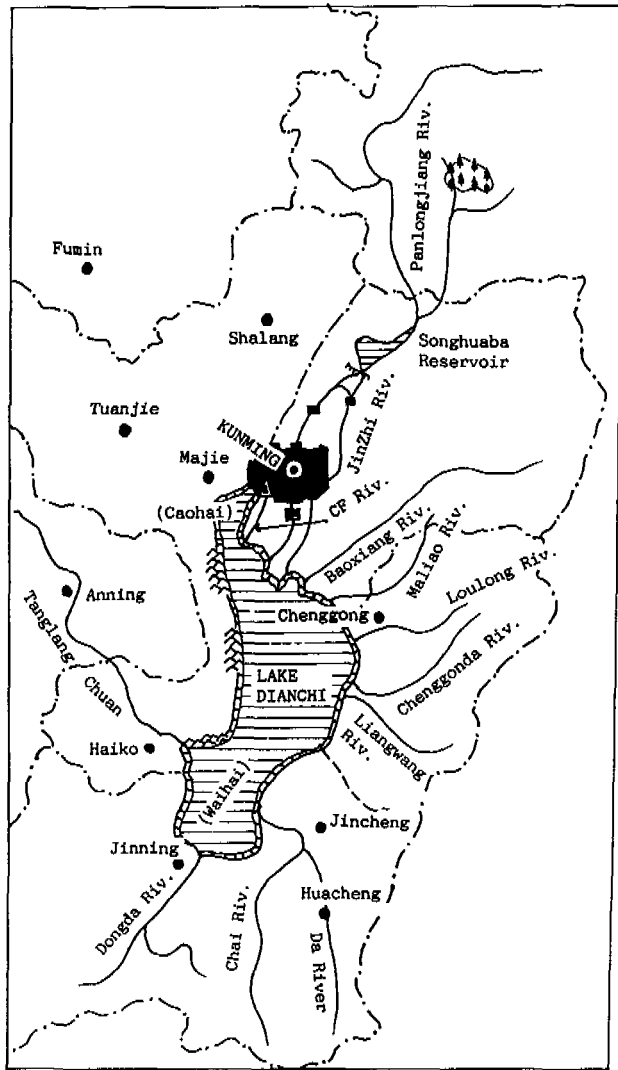 Panlongjiang Riv.
Fumin
Shalang
Songhuaba
Reservoir
Tuanjie
KUNMING
JinZhi Riv.
Majie
(Caohai)
CF Riv.
Baoxiang Riv.
Maliao Riv.
Loulong Riv.
Anning
Chenggong
Tanglang
Chuan
Chenggonda Riv.
LAKE
DIANCHI
Liangwang
Riv.
Haiko
(Waihai)
Jincheng
Jinning
Dongda Riv.
Chai Riv.
Huacheng
Da River